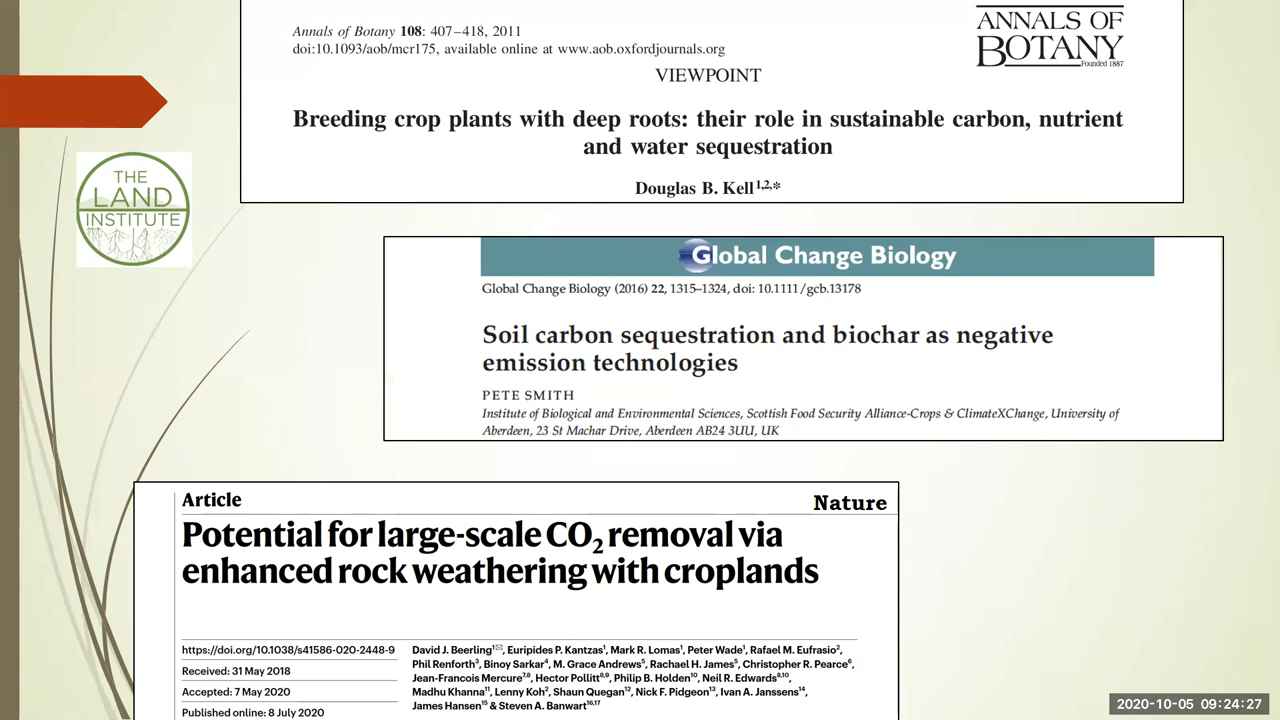 Annals of Botany 108: 407–418, 2011
doi:10.1093/aob/mcr175, available online at www.aob.oxfordjournals.org
ANNALS OF
BOTANY
Founded 1887
VIEWPOINT
Breeding crop plants with deep roots: their role in sustainable carbon, nutrient
and water sequestration
Douglas B. Kell1,2,*
THE
LAND
INSTITUTE
Global Change Biology
Global Change Biology (2016) 22, 1315–1324, doi: 10.1111/gcb.13178
Soil carbon sequestration and biochar as negative
emission technologies
PETE SMITH
Institute of Biological and Environmental Sciences, Scottish Food Security Alliance-Crops & ClimateXChange, University of
Aberdeen, 23 St Machar Drive, Aberdeen AB24 3UU, UK
Article
Nature
Potential for large-scale CO2 removal via
enhanced rock weathering with croplands
https://doi.org/10.1038/s41586-020-2448-9
Received: 31 May 2018
Accepted: 7 May 2020
Published online: 8 July 2020
David J. Beerling1✉, Euripides P. Kantzas1, Mark R. Lomas1, Peter Wade1, Rafael M. Eufrasio2,
Phil Renforth3, Binoy Sarkar4, M. Grace Andrews5, Rachael H. James5, Christopher R. Pearce6,
Jean-Francois Mercure7,8, Hector Pollitt8,9, Philip B. Holden10, Neil R. Edwards8,10,
Madhu Khanna11, Lenny Koh2, Shaun Quegan12, Nick F. Pidgeon13, Ivan A. Janssens14,
James Hansen15 & Steven A. Banwart16,17
2020-10-05 09:24:27